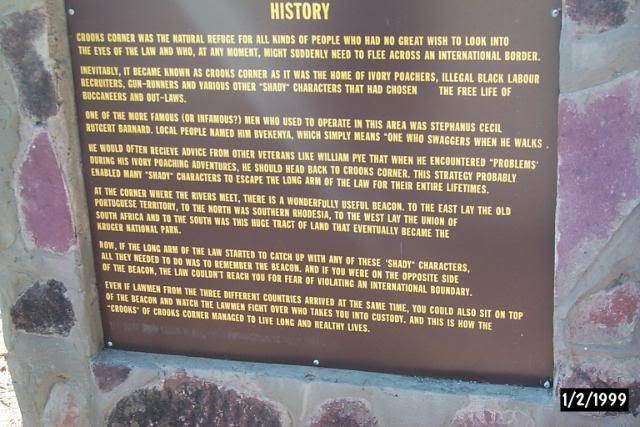 HISTORY
CROOKS CORNER WAS THE NATURAL REFUGE FOR ALL KINDS OF PEOPLE WHO HAD NO GREAT WISH TO LOOK INTO
THE EYES OF THE LAW AND WHO, AT ANY MOMENT, MIGHT SUDDENLY NEED TO FLEE ACROSS AN INTERNATIONAL BORDER.
INEVITABLY, IT BECAME KNOWN AS CROOKS CORNER AS IT WAS THE HOME OF IVORY POACHERS, ILLEGAL BLACK LABOUR
RECRUITERS, GUN-RUNNERS AND VARIOUS OTHER "SHADY" CHARACTERS THAT HAD CHOSEN THE FREE LIFE OF
BUCCANEERS AND OUT-LAWS.
ONE OF THE MORE FAMOUS (OR INFAMOUS?) MEN WHO USED TO OPERATE IN THIS AREA WAS STEPHANUS CECIL
RUTGERT BARNARD. LOCAL PEOPLE NAMED HIM BVEKENYA, WHICH SIMPLY MEANS "ONE WHO SWAGGERS WHEN HE WALKS
HE WOULD OFTEN RECIEVE ADVICE FROM OTHER VETERANS LIKE WILLIAM PYE THAT WHEN HE ENCOUNTERED "PROBLEMS'
DURING HIS IVORY POACHING ADVENTURES, HE SHOULD HEAD BACK TO CROOKS CORNER. THIS STRATEGY PROBABLY
ENABLED MANY "SHADY" CHARACTERS TO ESCAPE THE LONG ARM OF THE LAW FOR THEIR ENTIRE LIFETIMES.
AT THE CORNER WHERE THE RIVERS MEET, THERE IS A WONDERFULLY USEFUL BEACON. TO THE EAST LAY THE OLD
PORTUGUESE TERRITORY, TO THE NORTH WAS SOUTHERN RHODESIA, TO THE WEST LAY THE UNION OF
SOUTH AFRICA AND TO THE SOUTH WAS THIS HUGE TRACT OF LAND THAT EVENTUALLY BECAME THE
KRUGER NATIONAL PARK.
NOW, IF THE LONG ARM OF THE LAW STARTED TO CATCH UP WITH ANY OF THESE 'SHADY" CHARACTERS,
ALL THEY NEEDED TO DO WAS TO REMEMBER THE BEACON. AND IF YOU WERE ON THE OPPOSITE SIDE
OF THE BEACON, THE LAW COULDN'T REACH YOU FOR FEAR OF VIOLATING AN INTERNATIONAL BOUNDARY.
EVEN IF LAWMEN FROM THE THREE DIFFERENT COUNTRIES ARRIVED AT THE SAME TIME, YOU COULD ALSO SIT ON TOP
OF THE BEACON AND WATCH THE LAWMEN FIGHT OVER WHO TAKES YOU INTO CUSTODY. AND THIS IS HOW THE
"CROOKS" OF CROOKS CORNER MANAGED TO LIVE LONG AND HEALTHY LIVES.
1/2/1999